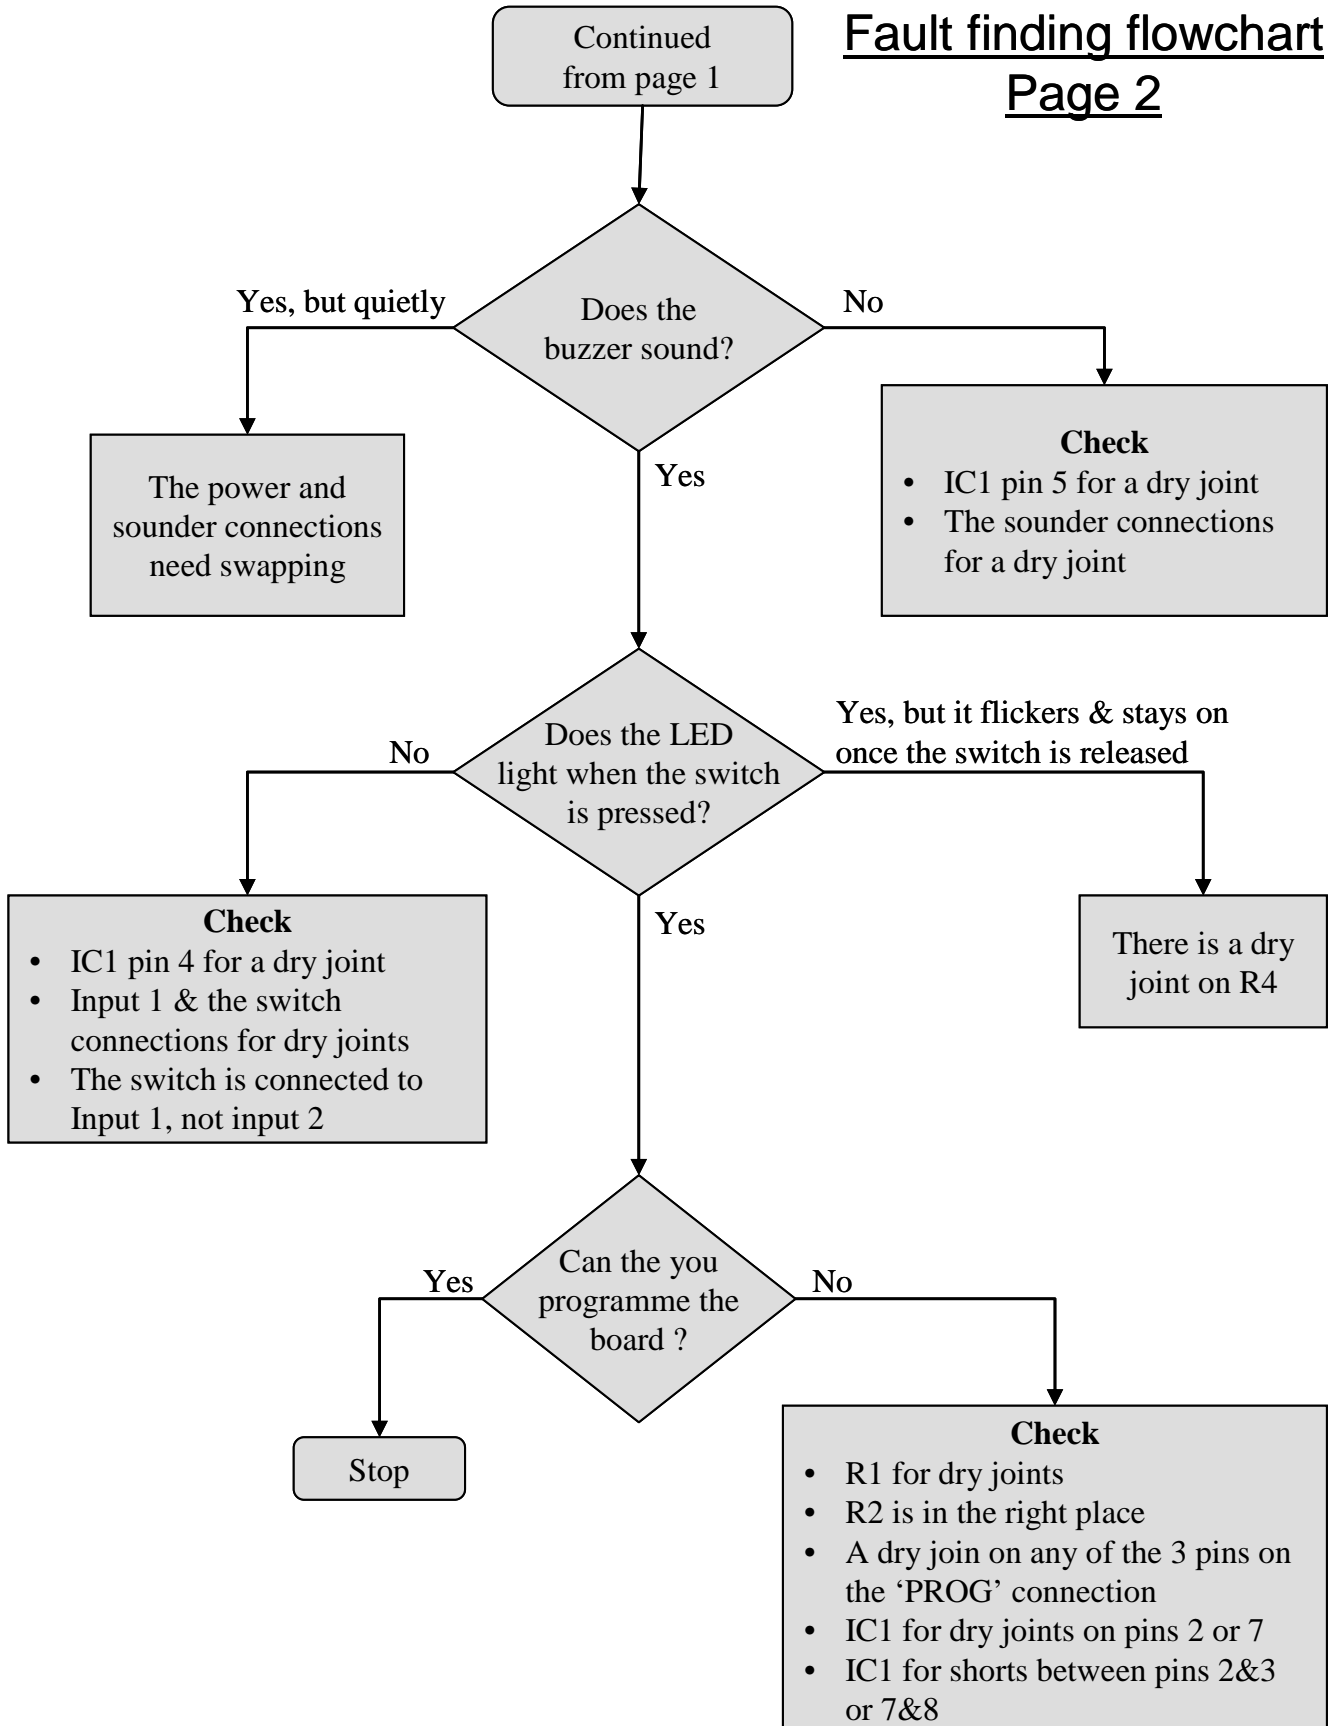 Fault finding flowchart
Page 2
Continued
from page 1
Does the
buzzer sound?
Yes, but quietly
No
Yes
The power and
sounder connections
need swapping
Check
• IC1 pin 5 for a dry joint
• The sounder connections
for a dry joint
Does the LED
light when the switch
is pressed?
No
Yes, but it flickers & stays on
once the switch is released
Yes
Check
• IC1 pin 4 for a dry joint
• Input 1 & the switch
connections for dry joints
• The switch is connected to
Input 1, not input 2
There is a dry
joint on R4
Can the you
programme the
board ?
Yes
No
Stop
Check
• R1 for dry joints
• R2 is in the right place
• A dry join on any of the 3 pins on
the ‘PROG’ connection
• IC1 for dry joints on pins 2 or 7
• IC1 for shorts between pins 2&3
or 7&8